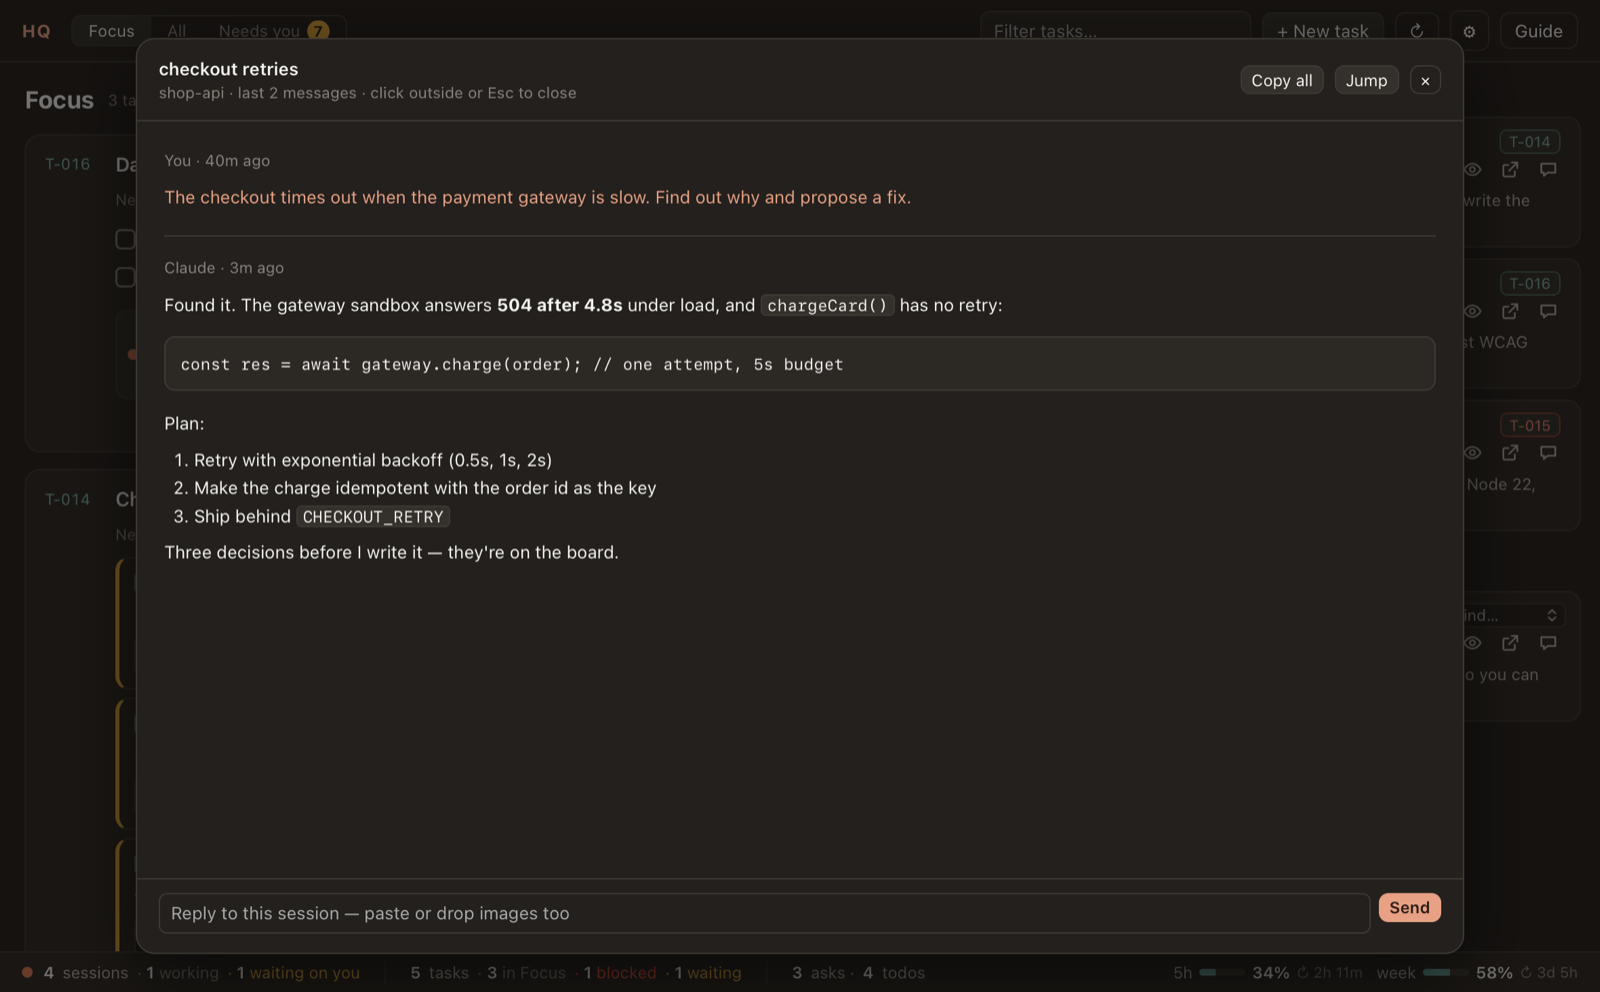 HQ
Focus
All
Needs you 7
Filter tasks...
+ New task
Guide
Focus
T-016
T-014
checkout retries
shop-api · last 2 messages · click outside or Esc to close
Copy all
Jump
×
You · 40m ago
The checkout times out when the payment gateway is slow. Find out why and propose a fix.
Claude · 3m ago
Found it. The gateway sandbox answers 504 after 4.8s under load, and chargeCard() has no retry:
const res = await gateway.charge(order); // one attempt, 5s budget
Plan:
1. Retry with exponential backoff (0.5s, 1s, 2s)
2. Make the charge idempotent with the order id as the key
3. Ship behind CHECKOUT_RETRY
Three decisions before I write it — they're on the board.
Reply to this session — paste or drop images too
Send
T-014
write the
T-016
WCAG
T-015
Node 22,
you can
4 sessions · 1 working · 1 waiting on you
5 tasks · 3 in Focus · 1 blocked · 1 waiting
3 asks · 4 todos
5h 34% 2h 11m week 58% 3d 5h